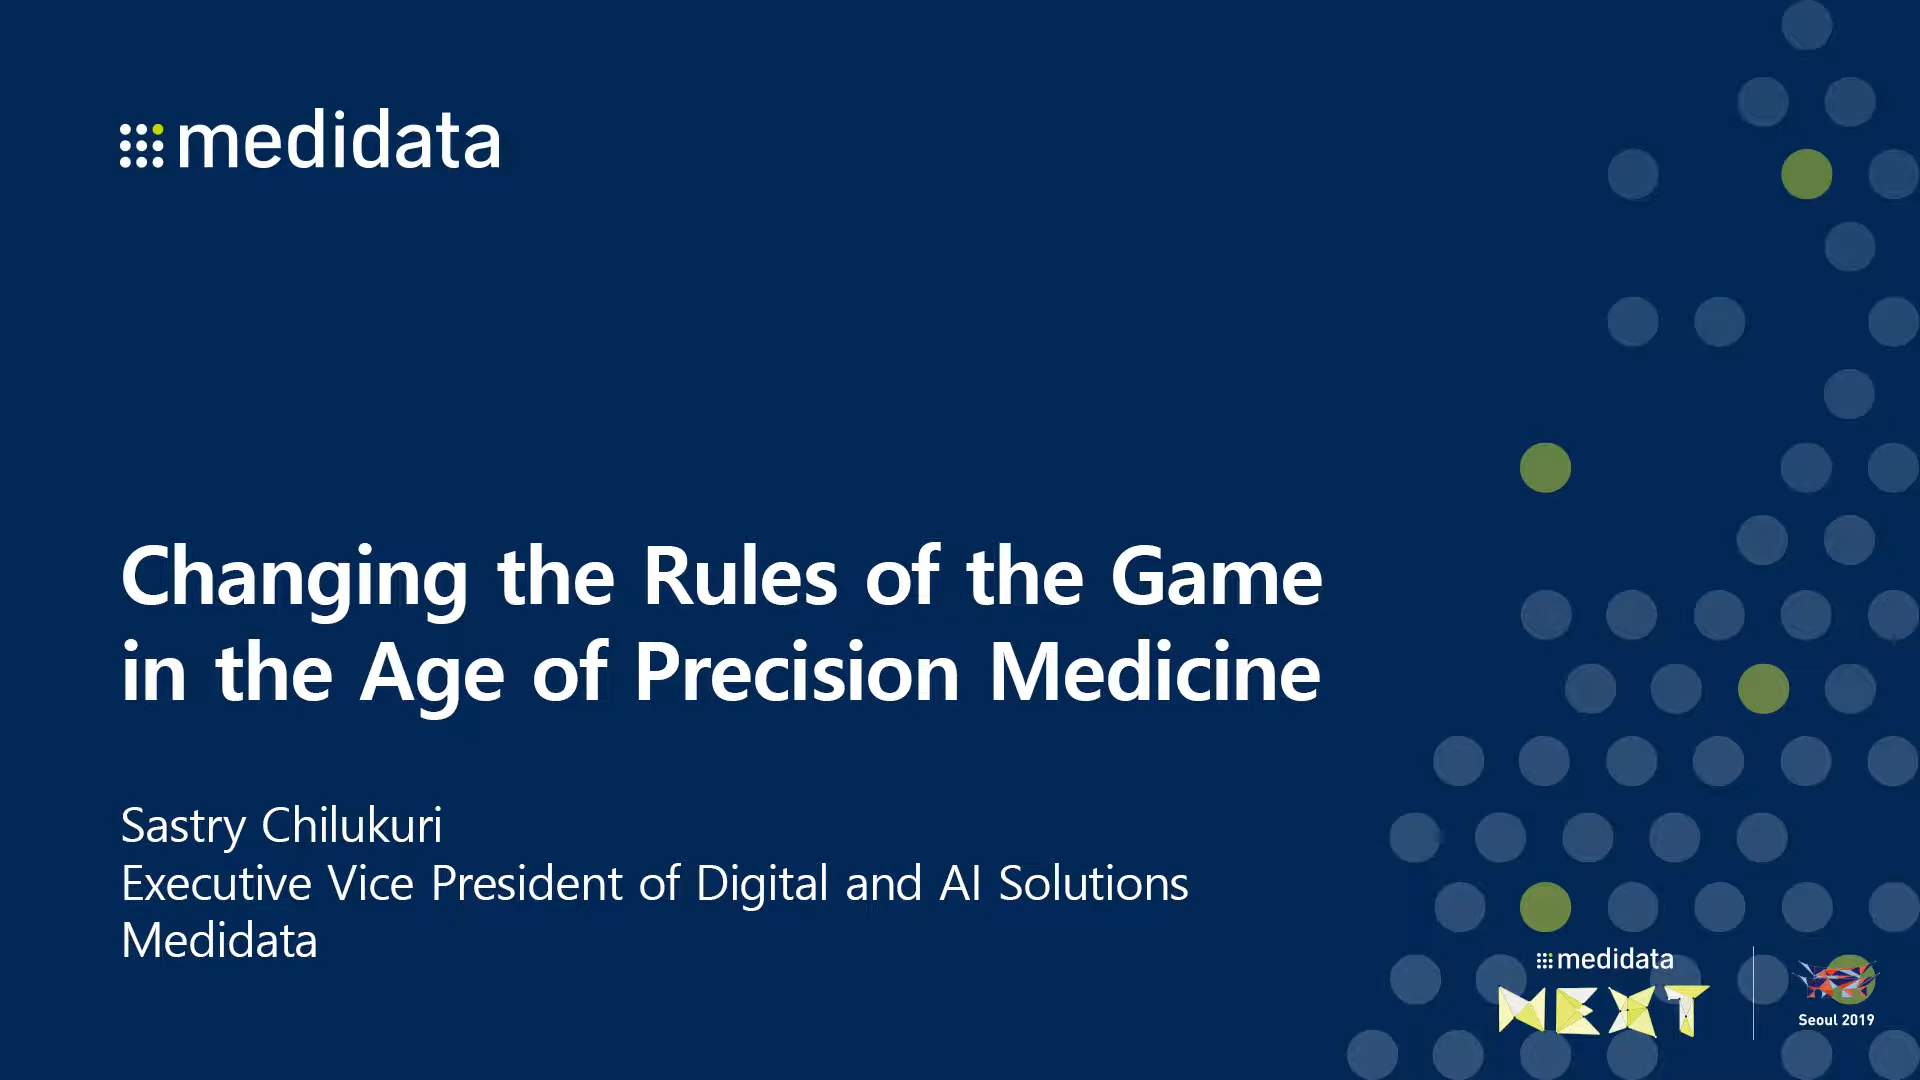 medidata
Changing the Rules of the Game
in the Age of Precision Medicine
Sastry Chilukuri
Executive Vice President of Digital and AI Solutions
Medidata
medidata
NEXT
Seoul 2019